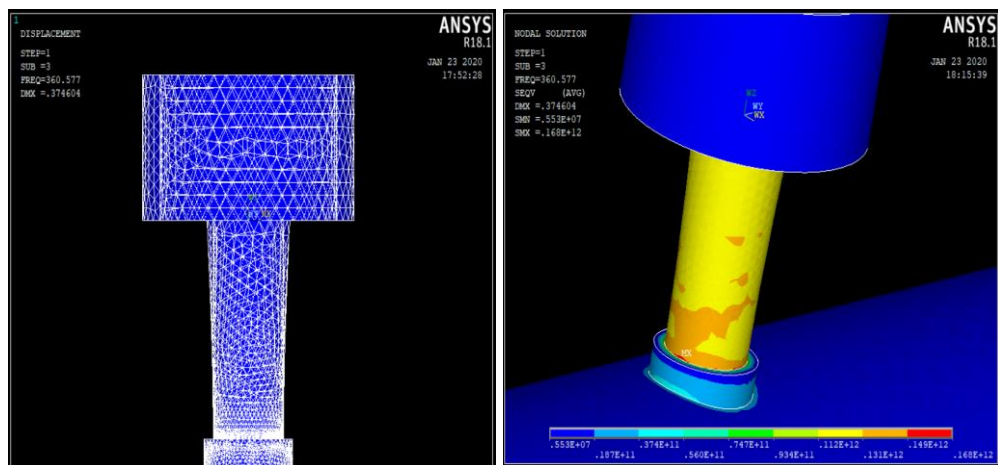 1
DISPLACEMENT
STEP=1
SUB =3
FREQ=360.577
DMX =.374604
ANSYS
R18.1
JAN 23 2020
17:52:28
NODAL SOLUTION
STEP=1
SUB =3
FREQ=360.577
SEQV (AVG)
DMX =.374604
SMN =.553E+07
SMX =.168E+12
ANSYS
R18.1
JAN 23 2020
18:15:39
WZ
WY
WX
MX
.553E+07 .374E+11 .747E+11 .112E+12 .149E+12
.187E+11 .560E+11 .934E+11 .131E+12 .168E+12